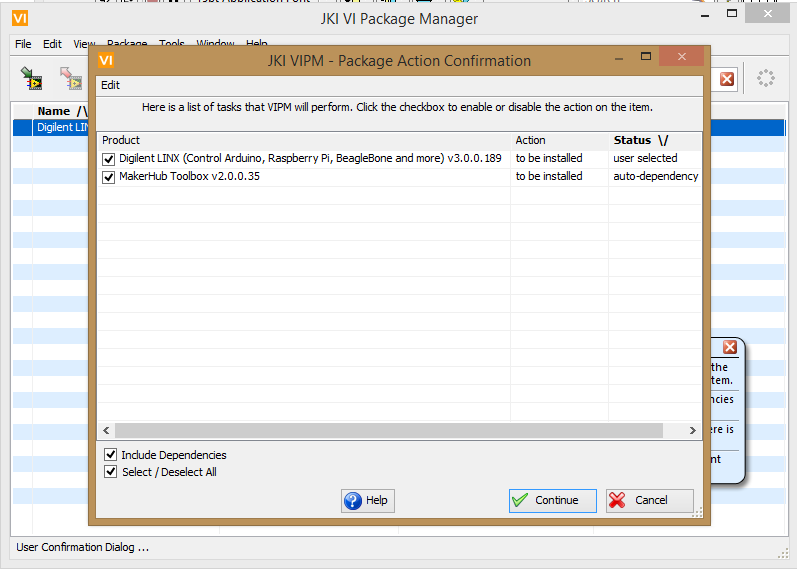 VI
JKI VI Package Manager
File Edit View Package Tools Window Help
VI
JKI VIPM - Package Action Confirmation
Edit
Here is a list of tasks that VIPM will perform. Click the checkbox to enable or disable the action on the item.
Name /\
Digilent LIN
Product Action Status \/
Digilent LINX (Control Arduino, Raspberry Pi, BeagleBone and more) v3.0.0.189 to be installed user selected
MakerHub Toolbox v2.0.0.35 to be installed auto-dependency
the
tem.
ncies
ere is
nt
Include Dependencies
Select / Deselect All
Help Continue Cancel
User Confirmation Dialog ...